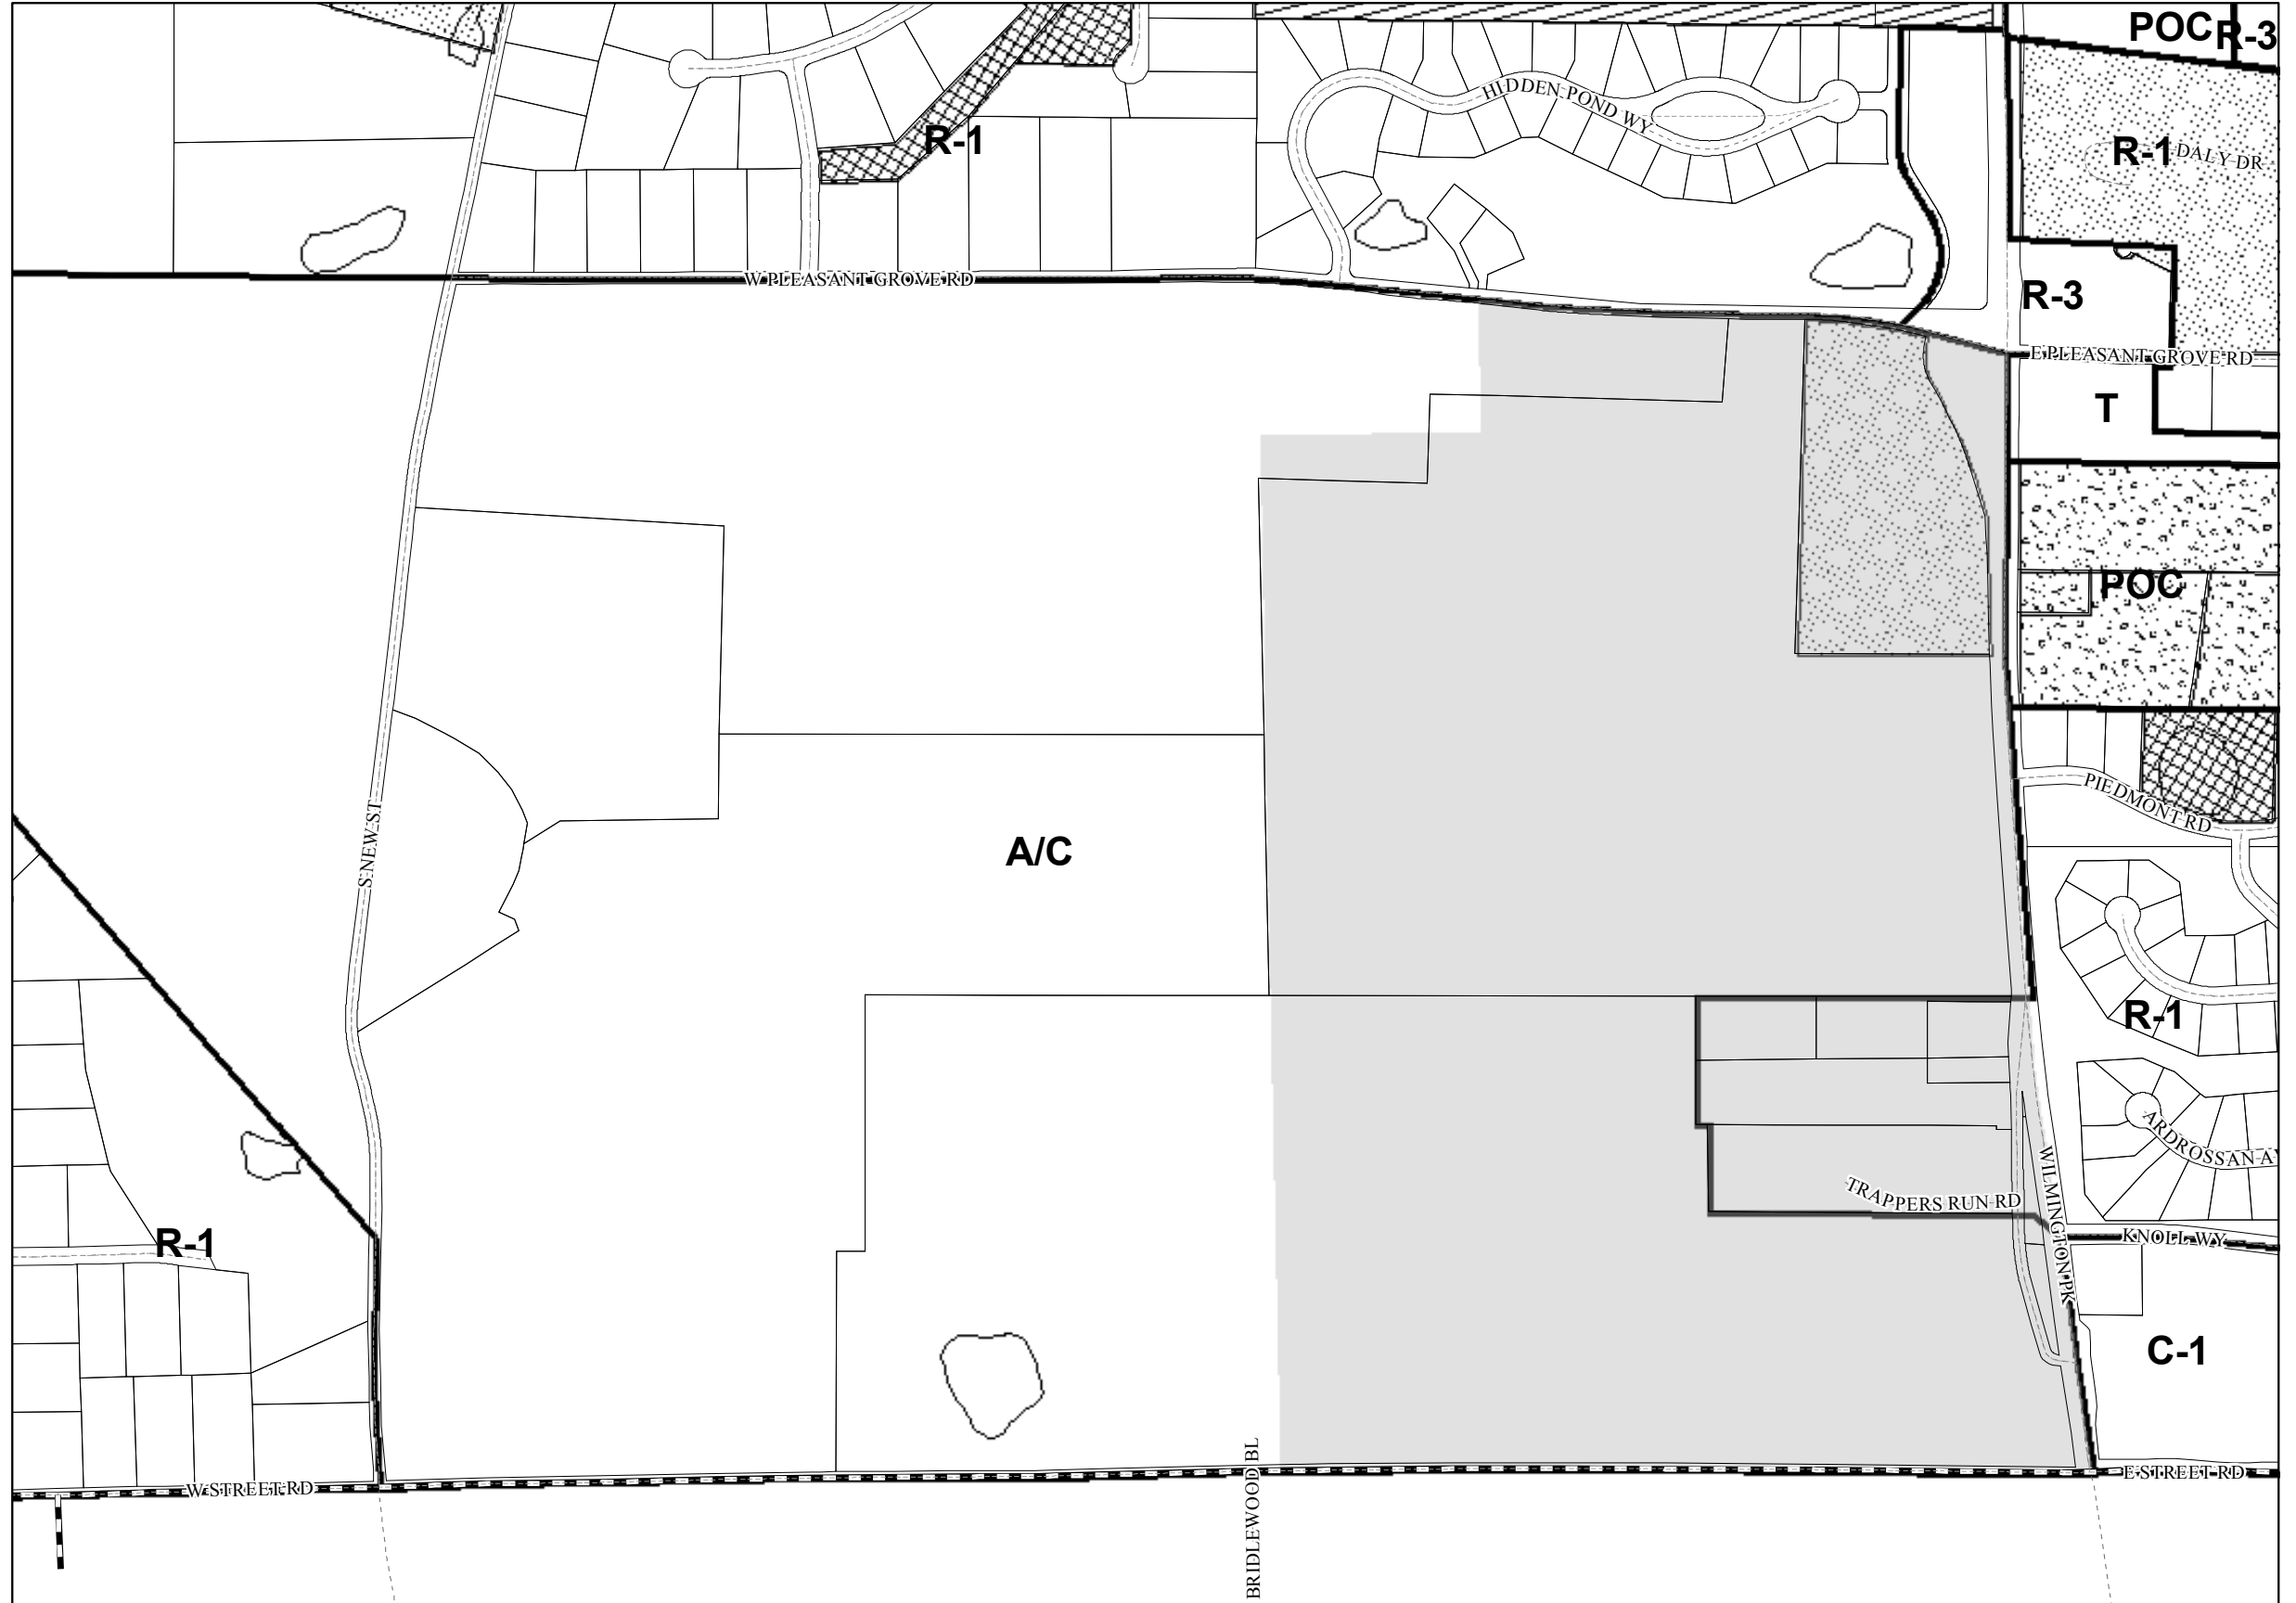 POC
R-3
HIDDEN POND WY
R-1
R-1
DALY DR
W PLEASANT GROVE RD
R-3
E PLEASANT GROVE RD
T
POC
PIEDMONT RD
S NEW ST
A/C
R-1
ARDROSSAN A
WILMINGTON PK
TRAPPERS RUN RD
KNOLL WY
R-1
C-1
W STREET RD
E STREET RD
BRIDLEWOOD BL